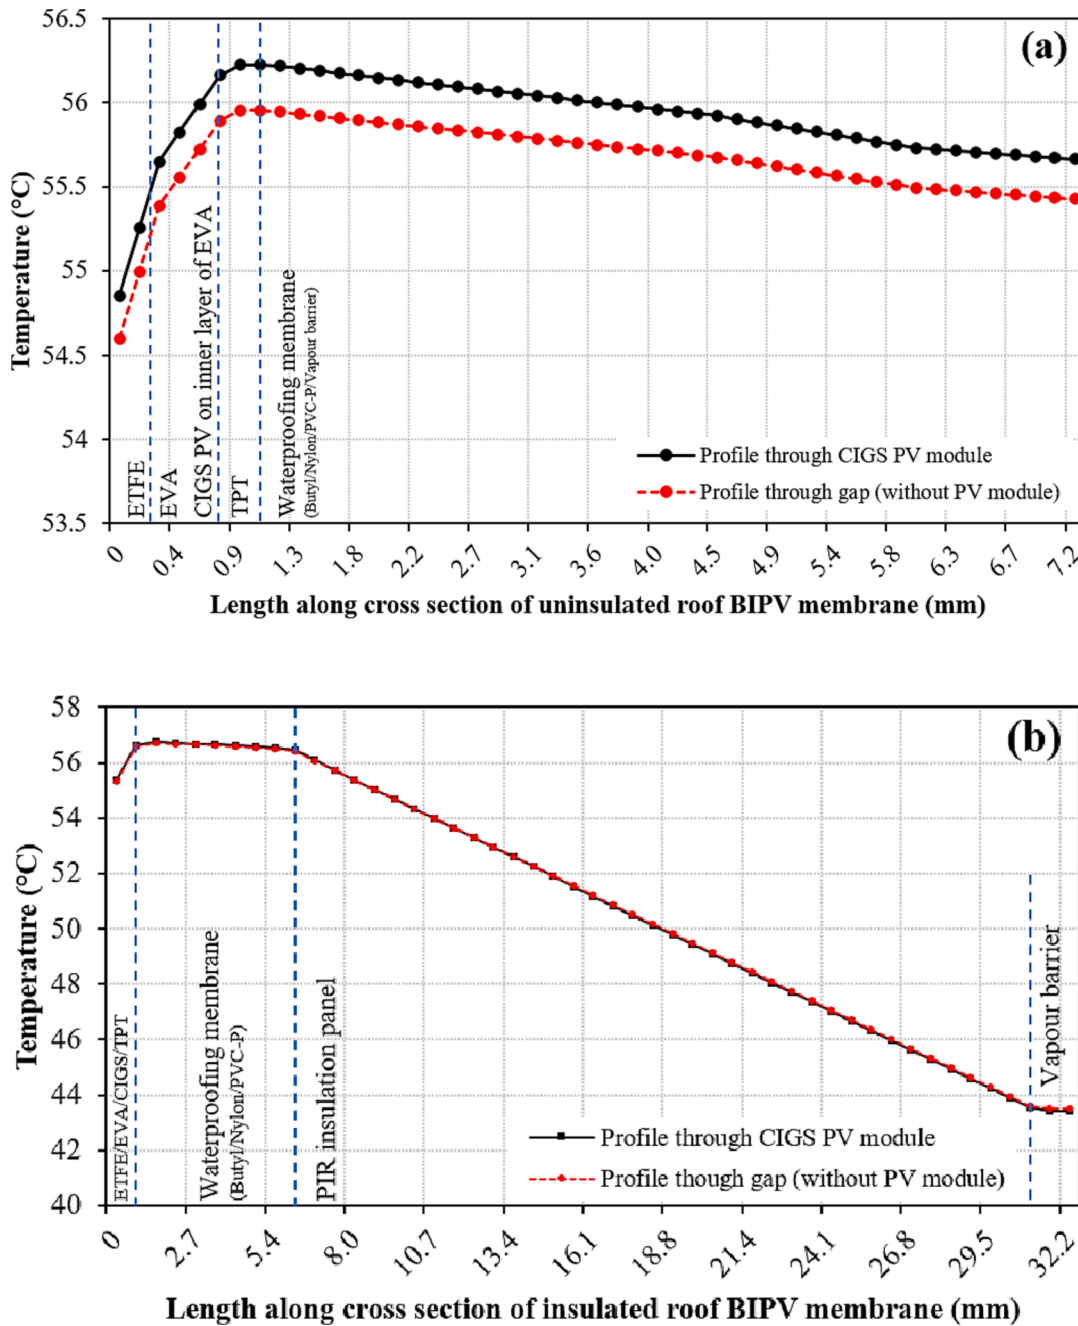 56.5
56
55.5
55
54.5
54
53.5
Temperature (°C)
(a)
ETFE
EVA
CIGS PV on inner layer of EVA
TPT
Waterproofing membrane
(Butyl/Nylon/PVC-P/Vapour barrier)
Profile through CIGS PV module
Profile through gap (without PV module)
0 0.4 0.9 1.3 1.8 2.2 2.7 3.1 3.6 4.0 4.5 4.9 5.4 5.8 6.3 6.7 7.2
Length along cross section of uninsulated roof BIPV membrane (mm)
58
56
54
52
50
48
46
44
42
40
Temperature (°C)
(b)
ETFE/EVA/CIGS/TPT
Waterproofing membrane
(Butyl/Nylon/PVC-P)
PIR insulation panel
Vapour barrier
Profile through CIGS PV module
Profile though gap (without PV module)
0 2.7 5.4 8.0 10.7 13.4 16.1 18.8 21.4 24.1 26.8 29.5 32.2
Length along cross section of insulated roof BIPV membrane (mm)